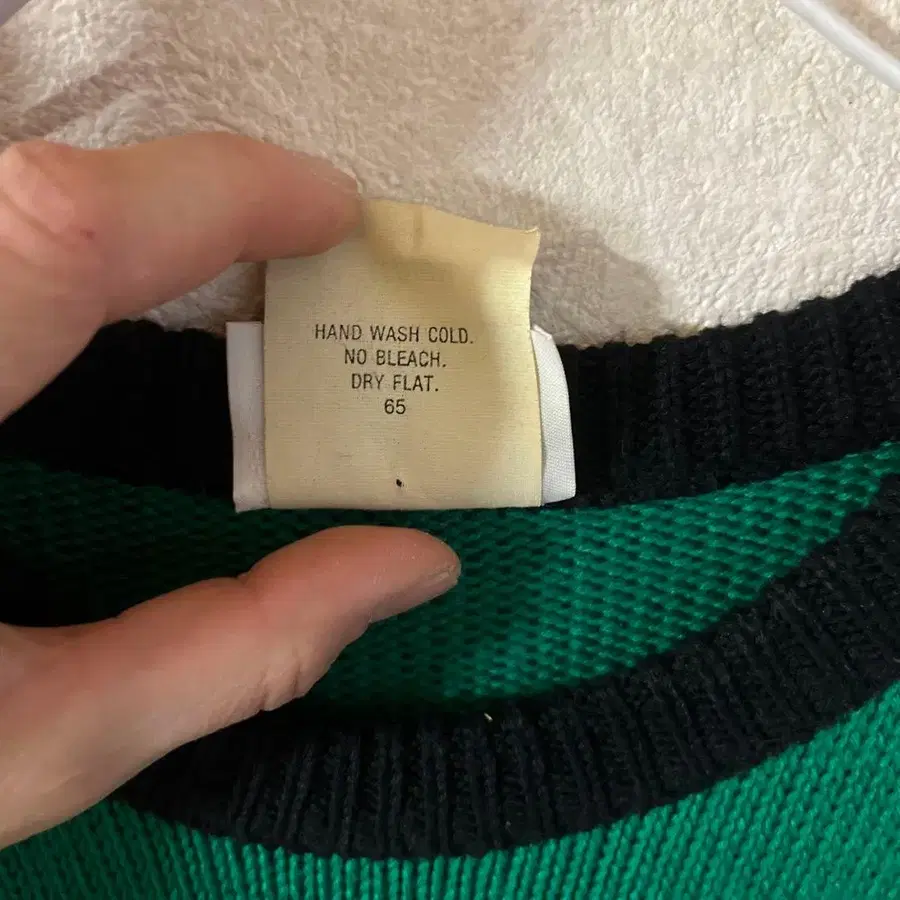 HAND WASH COLD.
NO BLEACH.
DRY FLAT.
65